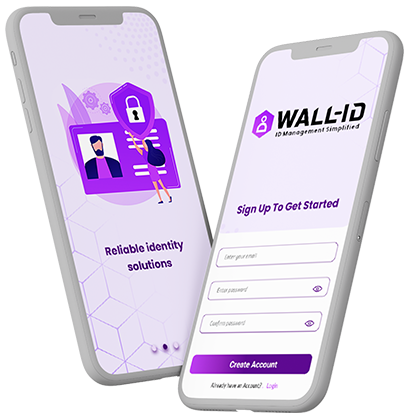 Reliable identity
solutions
WALL-ID
ID Management Simplified
Sign Up To Get Started
Enter your email
Enter password
Confirm password
Create Account
Already have an Account? Login